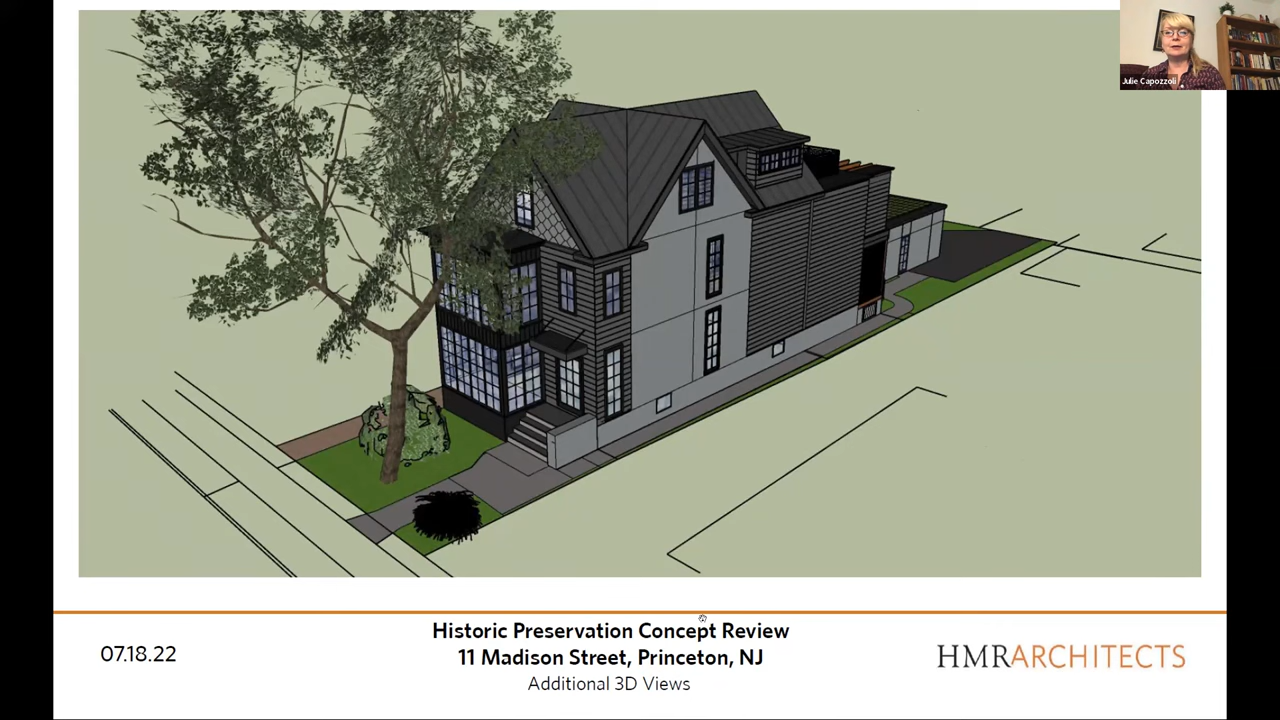 Julie Capozzoli
07.18.22
Historic Preservation Concept Review
11 Madison Street, Princeton, NJ
Additional 3D Views
HMRARCHITECTS